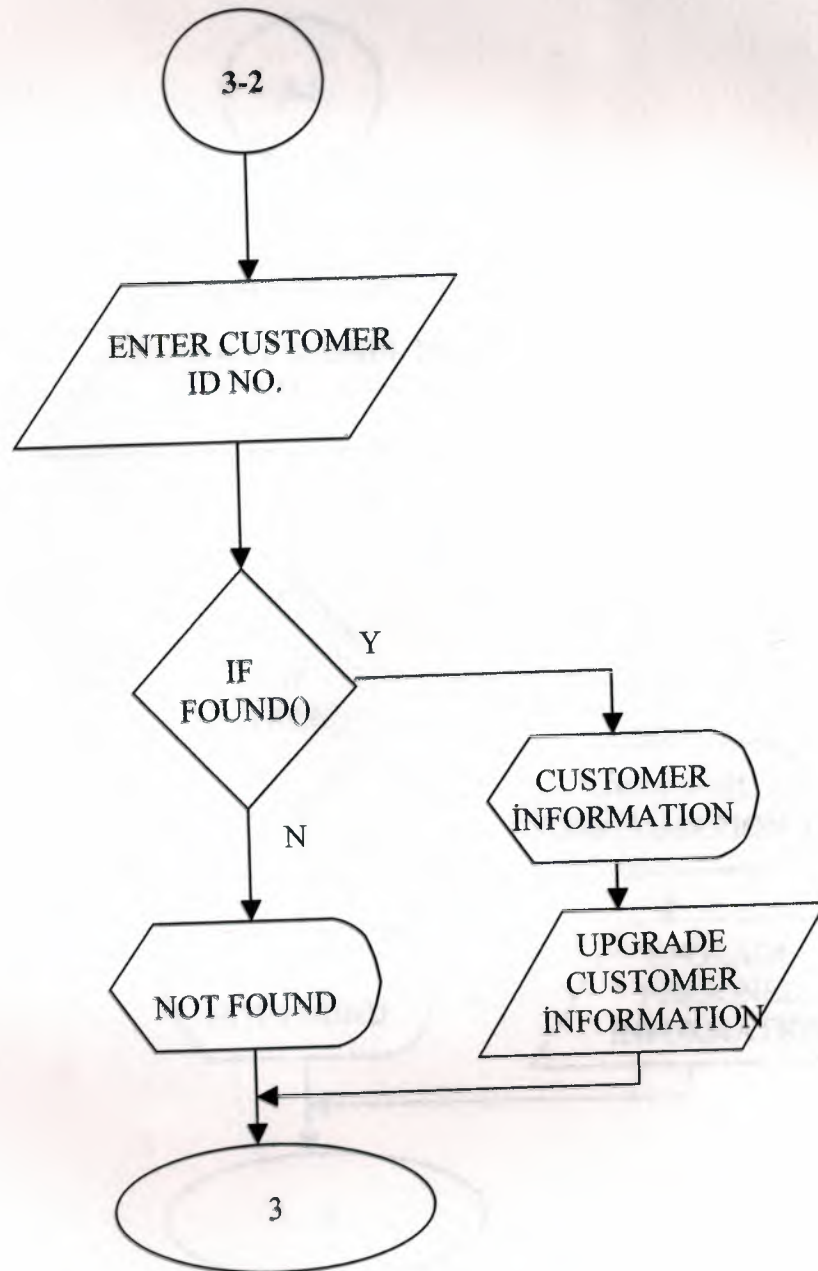 3-2
ENTER CUSTOMER
ID NO.
IF
FOUND()
Y
CUSTOMER
İNFORMATION
N
UPGRADE
CUSTOMER
İNFORMATION
NOT FOUND
3